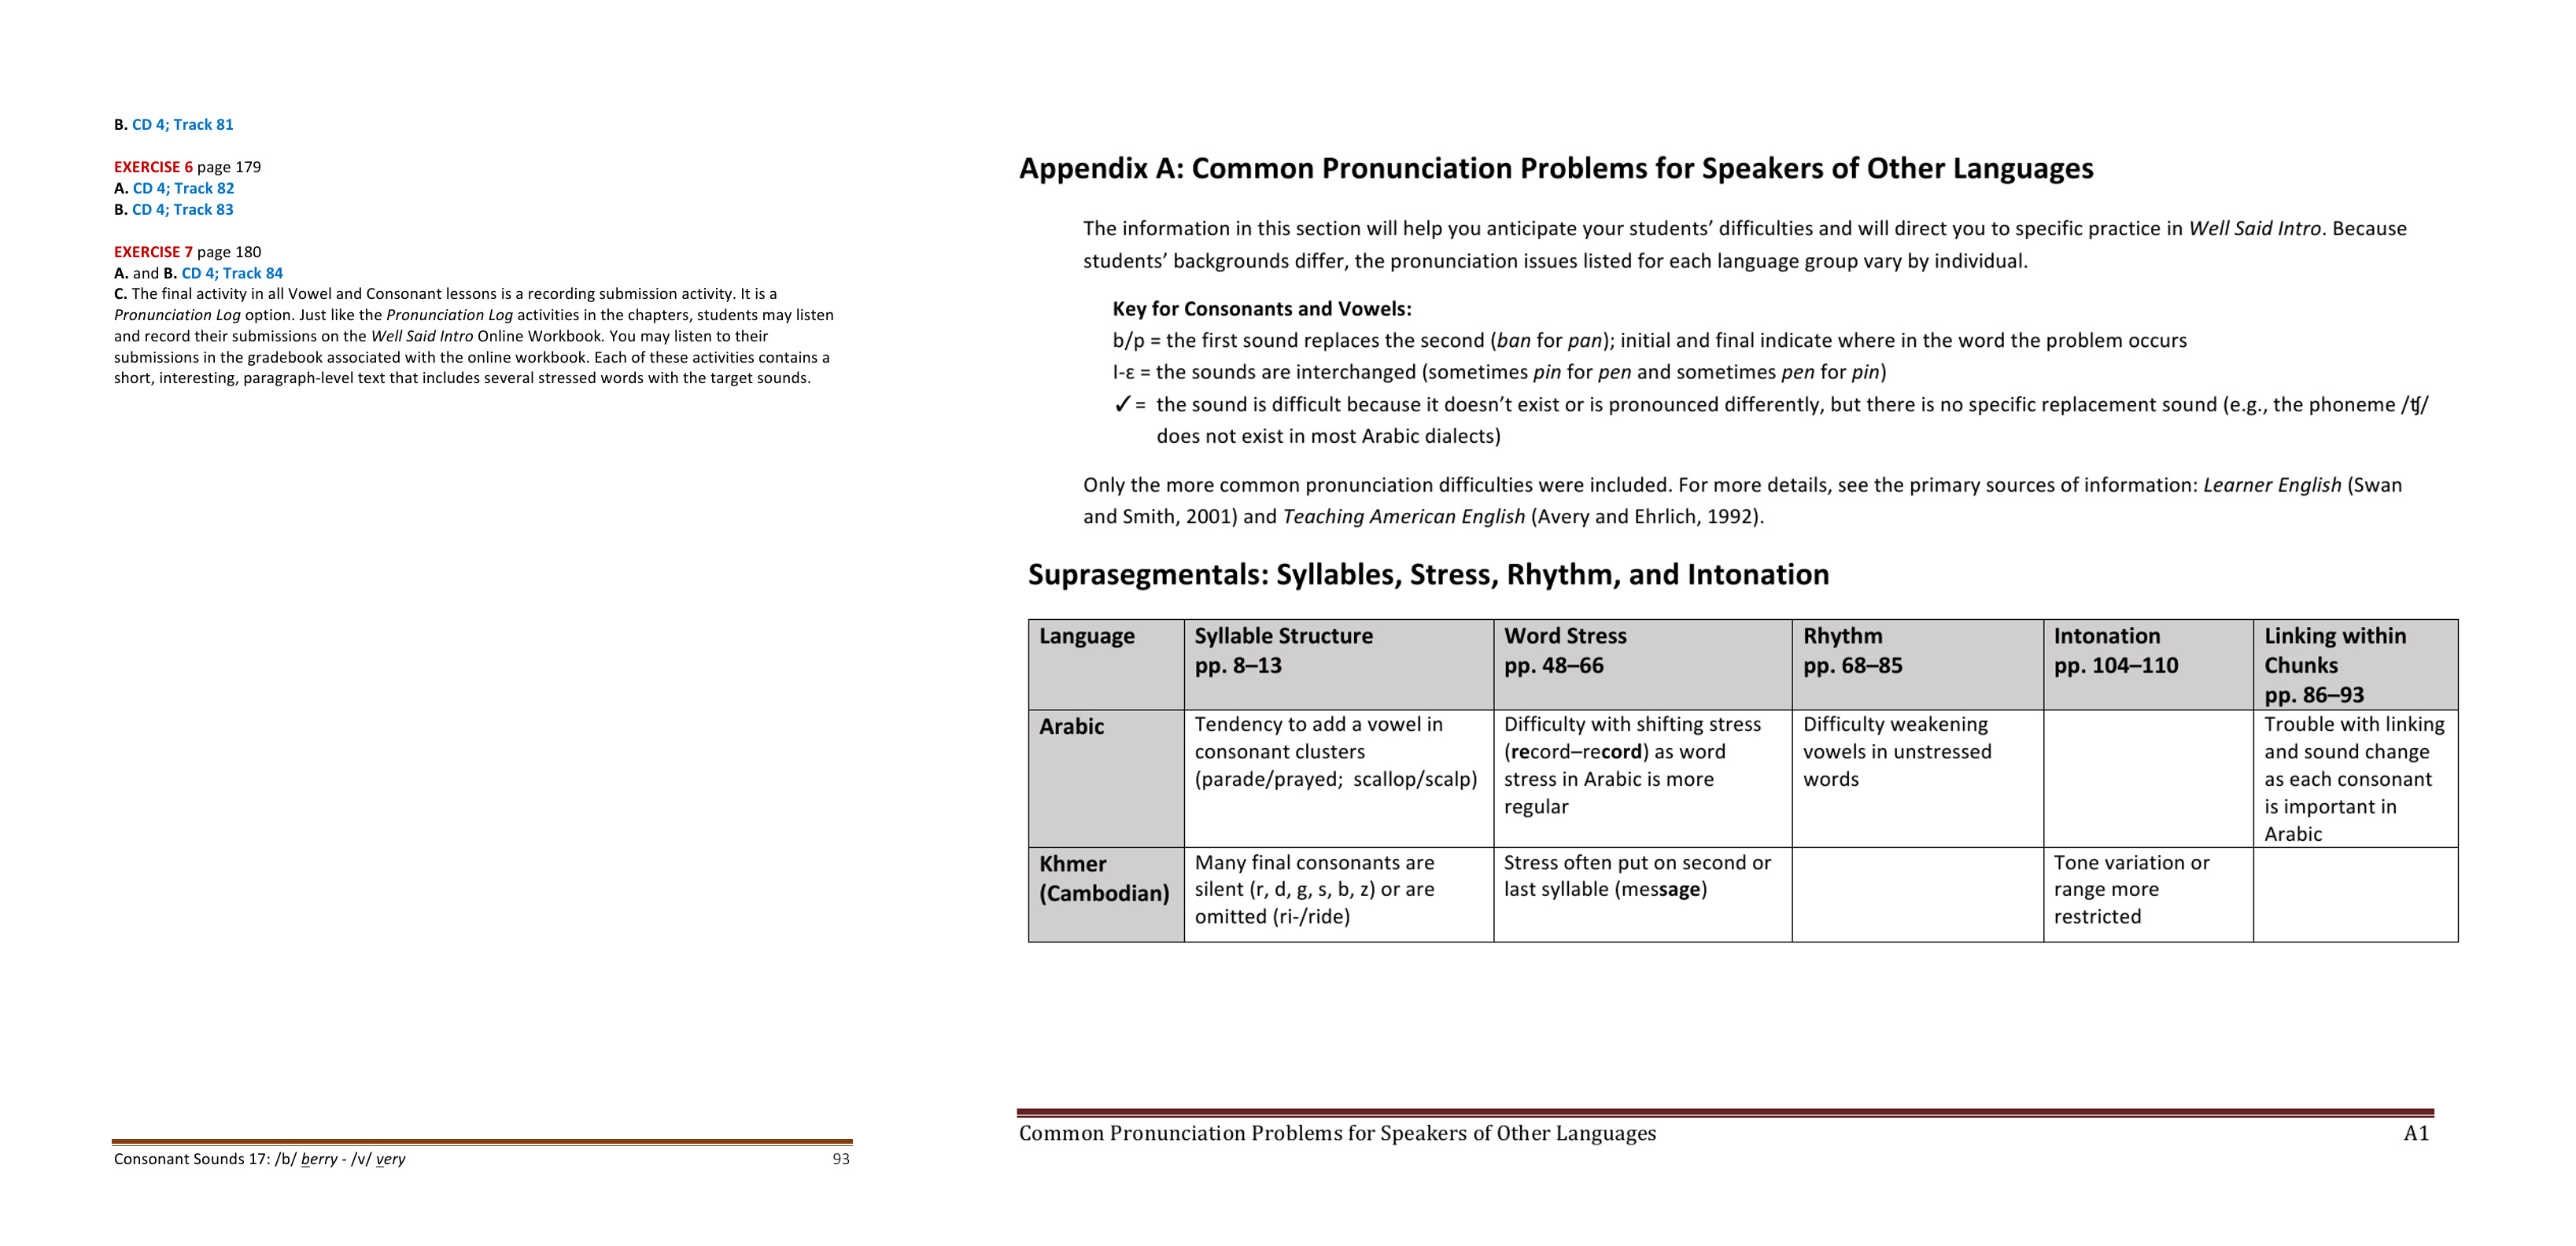 B. CD 4; Track 81
EXERCISE 6 page 179
A. CD 4; Track 82
B. CD 4; Track 83
EXERCISE 7 page 180
A. and B. CD 4; Track 84
C. The final activity in all Vowel and Consonant lessons is a recording submission activity. It is a
Pronunciation Log option. Just like the Pronunciation Log activities in the chapters, students may listen
and record their submissions on the Well Said Intro Online Workbook. You may listen to their
submissions in the gradebook associated with the online workbook. Each of these activities contains a
short, interesting, paragraph-level text that includes several stressed words with the target sounds.
Consonant Sounds 17: /b/ berry - /v/ very 93
Appendix A: Common Pronunciation Problems for Speakers of Other Languages
The information in this section will help you anticipate your students’ difficulties and will direct you to specific practice in Well Said Intro. Because
students’ backgrounds differ, the pronunciation issues listed for each language group vary by individual.
Key for Consonants and Vowels:
b/p = the first sound replaces the second (ban for pan); initial and final indicate where in the word the problem occurs
I-ɛ = the sounds are interchanged (sometimes pin for pen and sometimes pen for pin)
✓= the sound is difficult because it doesn’t exist or is pronounced differently, but there is no specific replacement sound (e.g., the phoneme /ʧ/
does not exist in most Arabic dialects)
Only the more common pronunciation difficulties were included. For more details, see the primary sources of information: Learner English (Swan
and Smith, 2001) and Teaching American English (Avery and Ehrlich, 1992).
Suprasegmentals: Syllables, Stress, Rhythm, and Intonation
Language
Syllable Structure
pp. 8–13
Word Stress
pp. 48–66
Rhythm
pp. 68–85
Intonation
pp. 104–110
Linking within
Chunks
pp. 86–93
Arabic
Tendency to add a vowel in
consonant clusters
(parade/prayed; scallop/scalp)
Difficulty with shifting stress
(record–record) as word
stress in Arabic is more
regular
Difficulty weakening
vowels in unstressed
words
Trouble with linking
and sound change
as each consonant
is important in
Arabic
Khmer
(Cambodian)
Many final consonants are
silent (r, d, g, s, b, z) or are
omitted (ri-/ride)
Stress often put on second or
last syllable (message)
Tone variation or
range more
restricted
Common Pronunciation Problems for Speakers of Other Languages A1